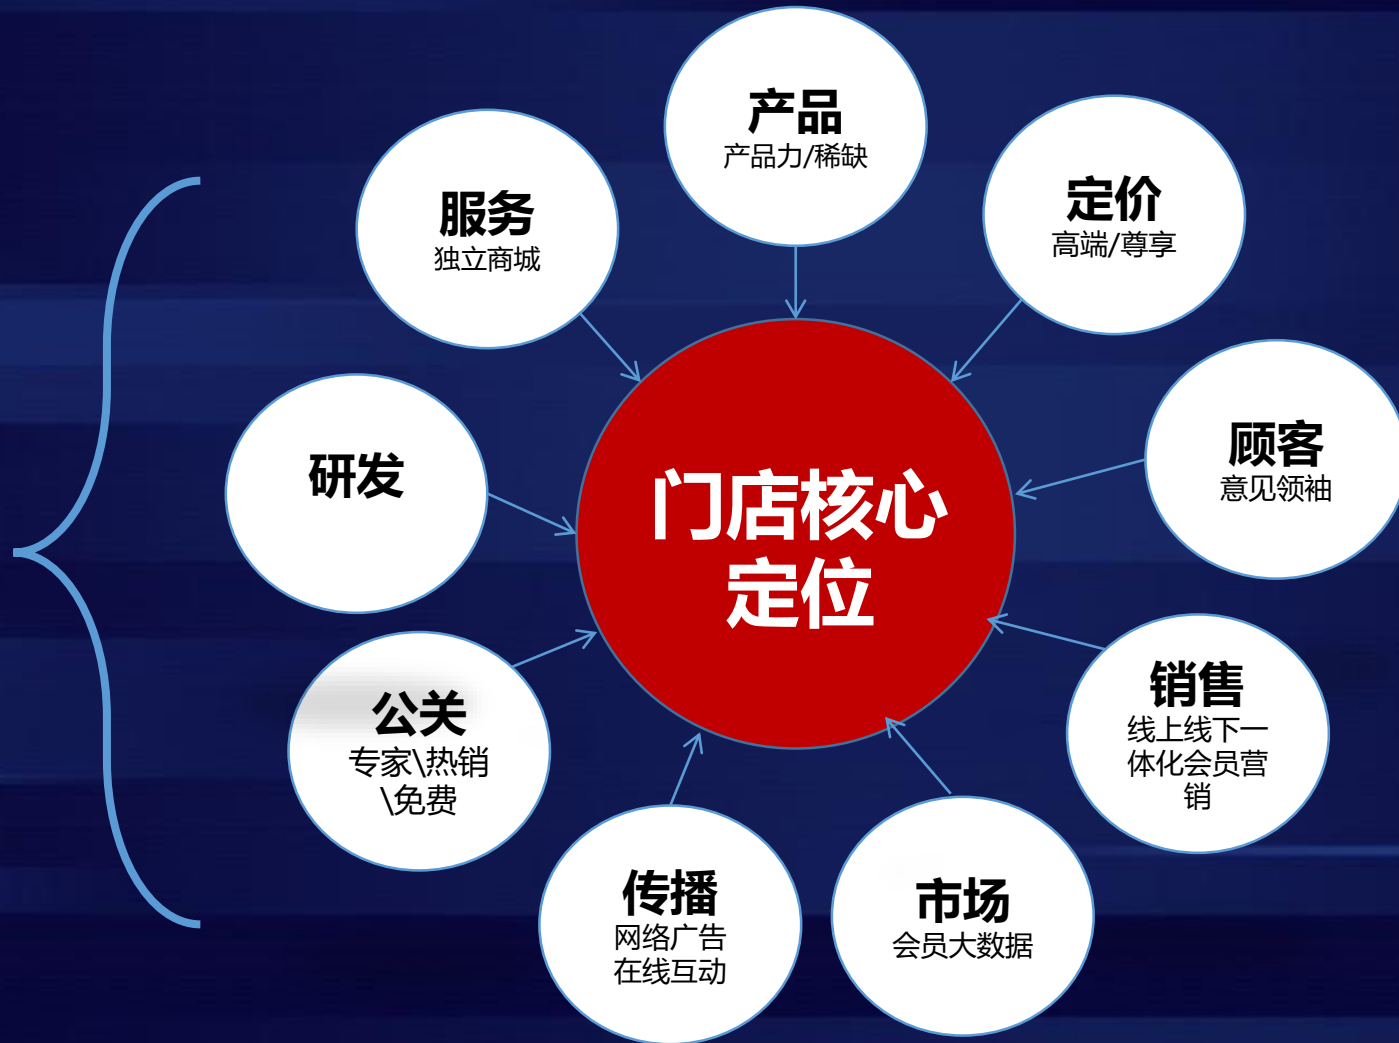 产品
产品力/稀缺
定价
高端/尊享
服务
独立商城
顾客
意见领袖
研发
门店核心
定位
销售
线上线下一
体化会员营
销
公关
专家\热销
\免费
传播
网络广告
在线互动
市场
会员大数据